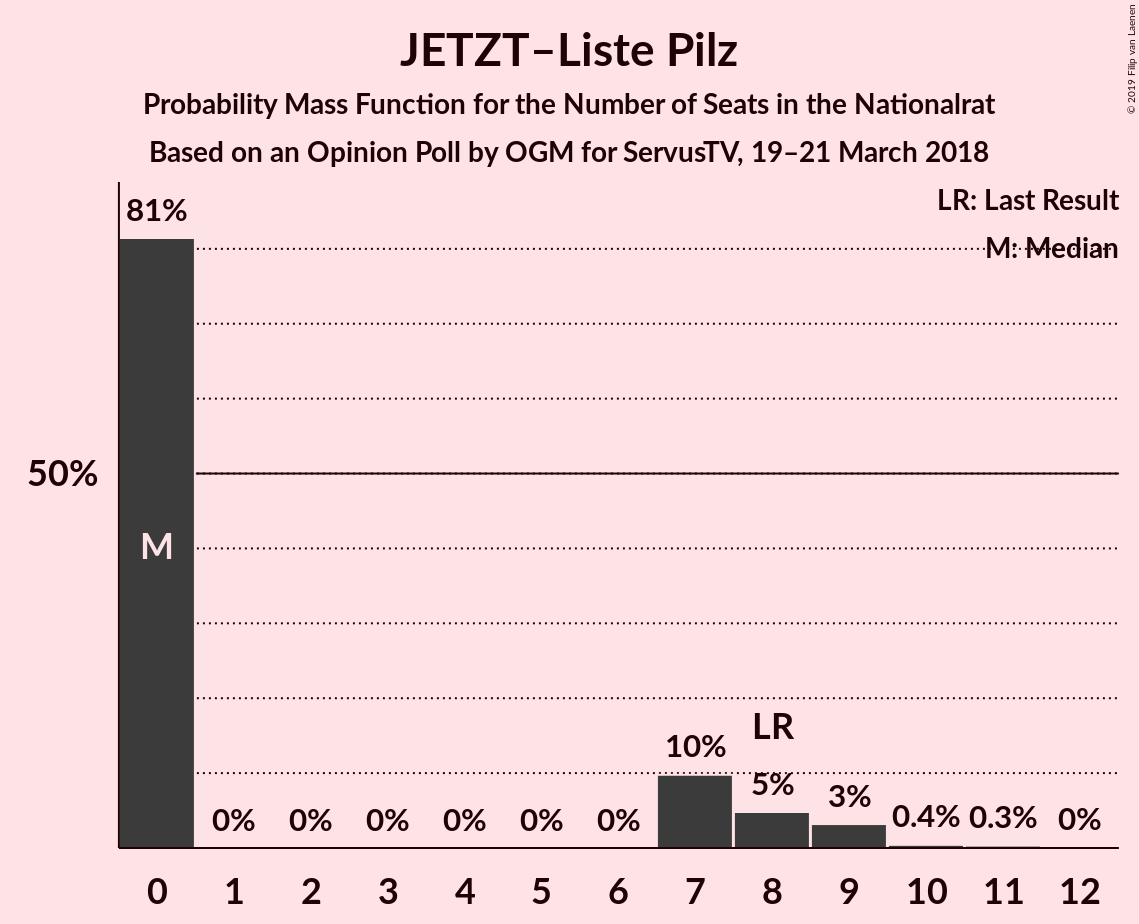 JETZT–Liste Pilz
Probability Mass Function for the Number of Seats in the Nationalrat
Based on an Opinion Poll by OGM for ServusTV, 19–21 March 2018
© 2019 Filip van Laenen
LR: Last Result
M: Median
81%
50%
M
LR
10%
5%
3%
0% 0% 0% 0% 0% 0% 0.4% 0.3% 0%
0 1 2 3 4 5 6 7 8 9 10 11 12